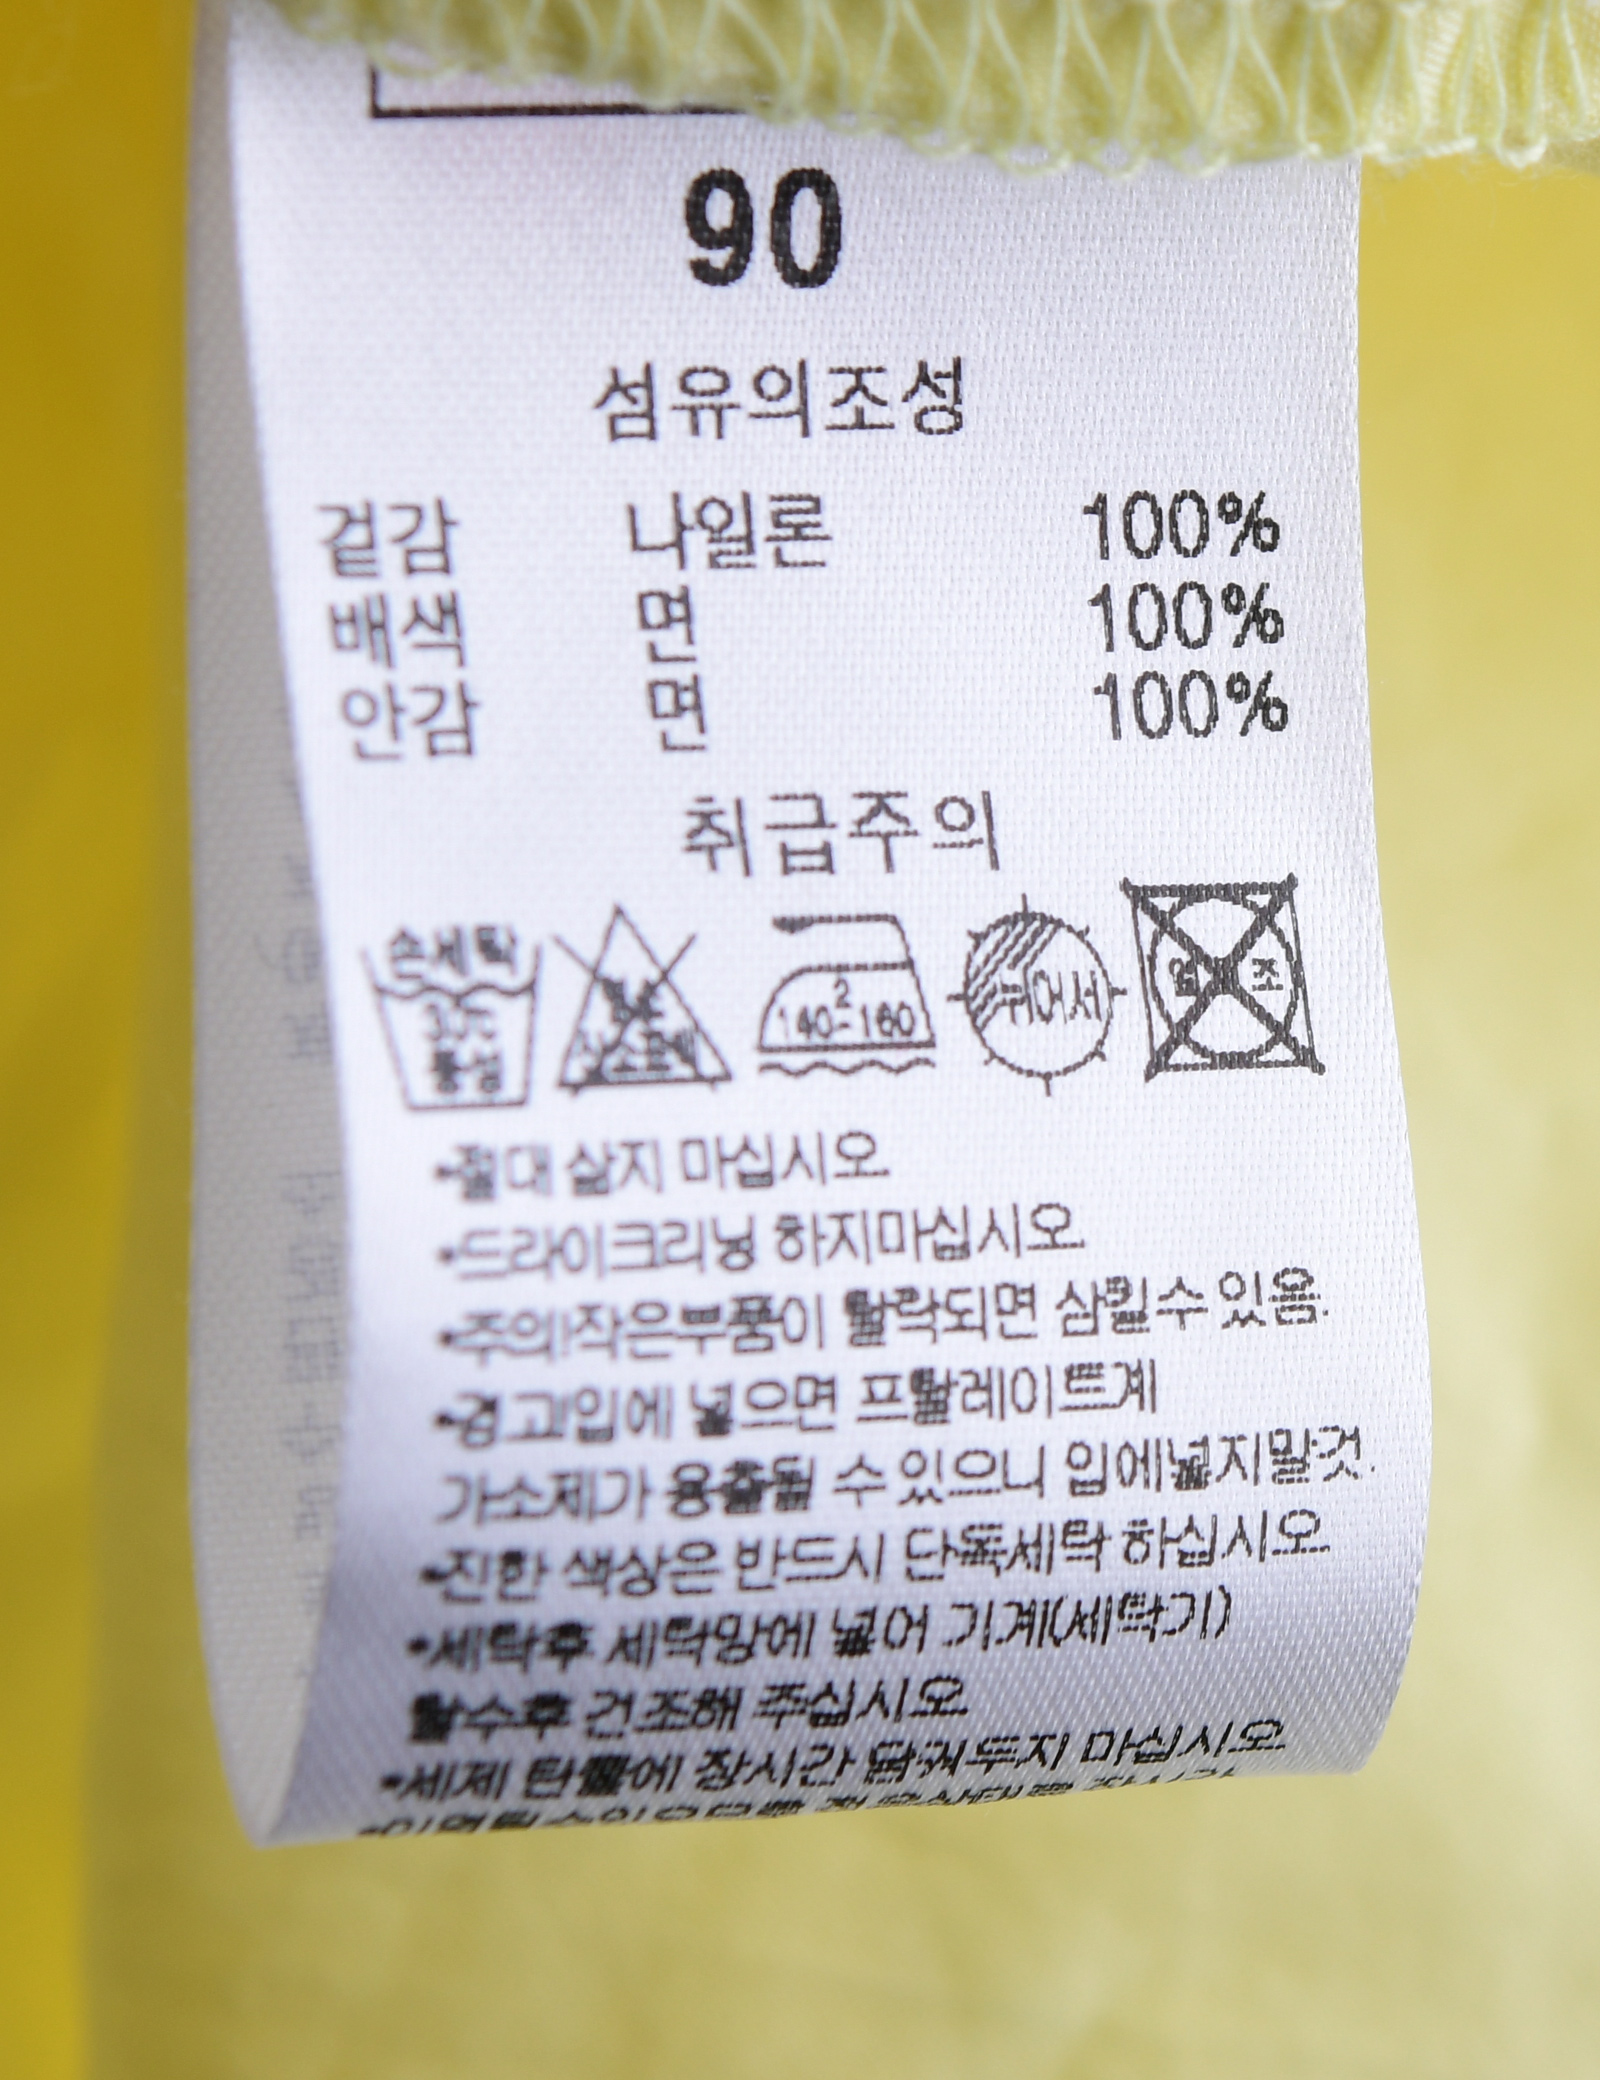 90
섬유의조성
겉감 나일론 100%
배색 면 100%
안감 면 100%
취급주의
손세탁 30℃ 중성
산소표백
2
140-160
뉘어서
•절대 삶지 마십시오
•드라이크리닝 하지마십시오.
•주의!작은부품이 탈락되면 삼킬수 있음.
•경고!입에 넣으면 프탈레이트계
가소제가 용출될 수 있으니 입에넣지말것.
•진한 색상은 반드시 단독세탁 하십시오
•세탁후 세탁망에 넣어 기계(세탁기)
탈수후 건조해 주십시오
•세제 탄물에 장시간 담궈두지 마십시오